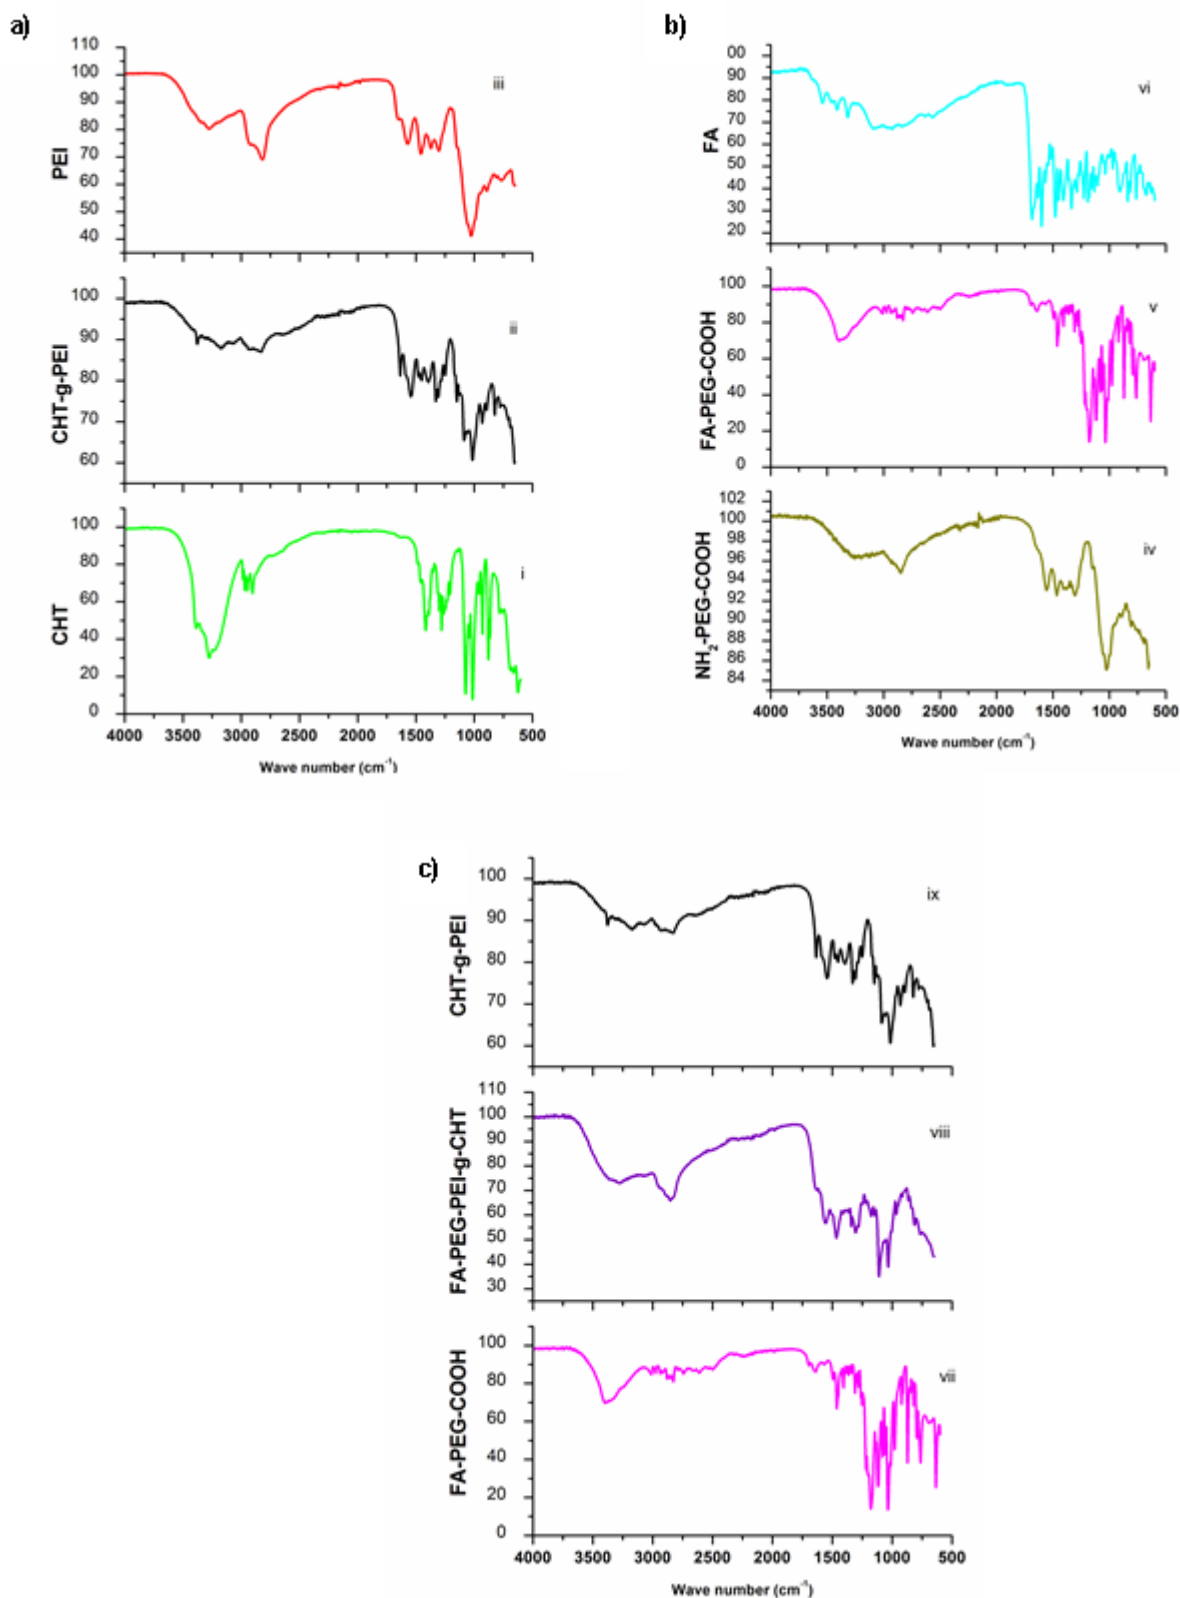 a)
110
100
90
80
70
60
50
40
PEI
iii
100
90
80
70
60
CHT-g-PEI
ii
100
80
60
40
20
0
CHT
i
4000 3500 3000 2500 2000 1500 1000 500
Wave number (cm⁻¹)
b)
00
90
80
70
60
50
40
30
20
FA
vi
100
80
60
40
20
0
FA-PEG-COOH
v
102
100
98
96
94
93
90
88
86
84
NH₂-PEG-COOH
iv
4000 3500 3000 2500 2000 1500 1000 500
Wave number (cm⁻¹)
c)
100
90
80
70
60
CHT-g-PEI
ix
110
100
90
80
70
60
50
40
30
FA-PEG-PEI-g-CHT
viii
100
80
60
40
20
0
FA-PEG-COOH
vii
4000 3500 3000 2500 2000 1500 1000 500
Wave number (cm⁻¹)